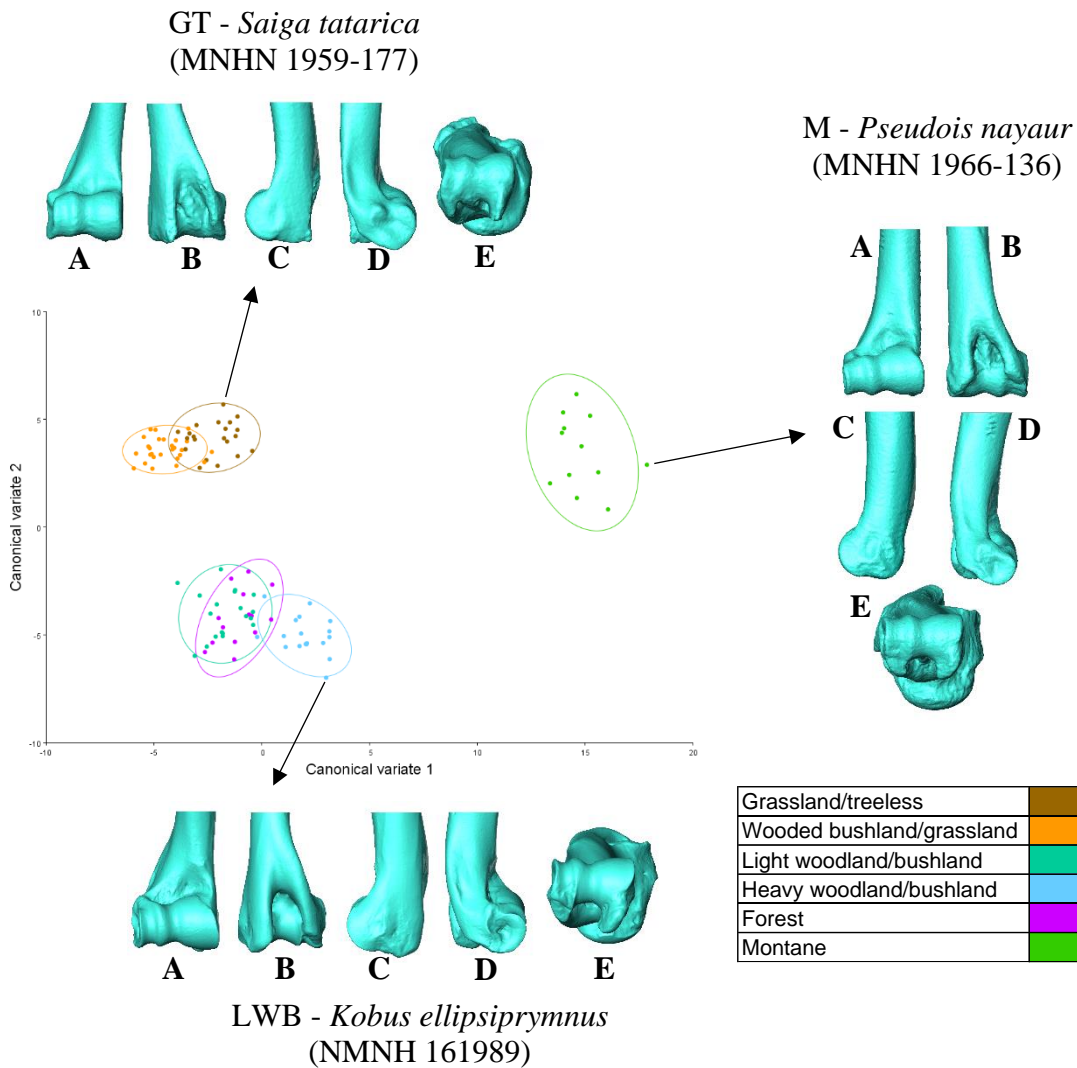 GT - Saiga tatarica
(MNHN 1959-177)
A B C D E
M - Pseudois nayaur
(MNHN 1966-136)
A B
C D
E
10
5
0
-5
-10
Canonical variate 2
-10 -5 0 5 10 15 20
Canonical variate 1
A B C D E
LWB - Kobus ellipsiprymnus
(NMNH 161989)
Grassland/treeless
Wooded bushland/grassland
Light woodland/bushland
Heavy woodland/bushland
Forest
Montane